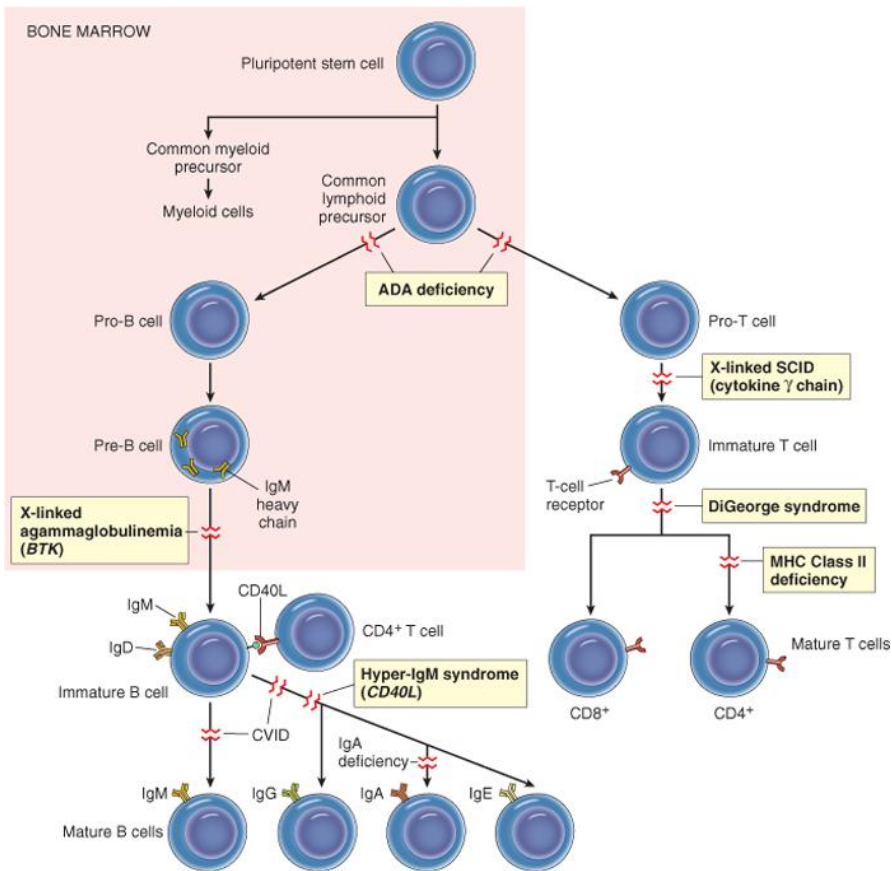 BONE MARROW
Pluripotent stem cell
Common myeloid
precursor
Myeloid cells
Common
lymphoid
precursor
ADA deficiency
Pro-B cell
Pro-T cell
X-linked SCID
(cytokine γ chain)
Pre-B cell
IgM
heavy
chain
Immature T cell
T-cell
receptor
X-linked
agammaglobulinemia
(BTK)
DiGeorge syndrome
MHC Class II
deficiency
CD40L
IgM
IgD
CD4+ T cell
Immature B cell
Hyper-IgM syndrome
(CD40L)
Mature T cells
CD8+
CD4+
CVID
IgA
deficiency
IgM
IgG
IgA
IgE
Mature B cells